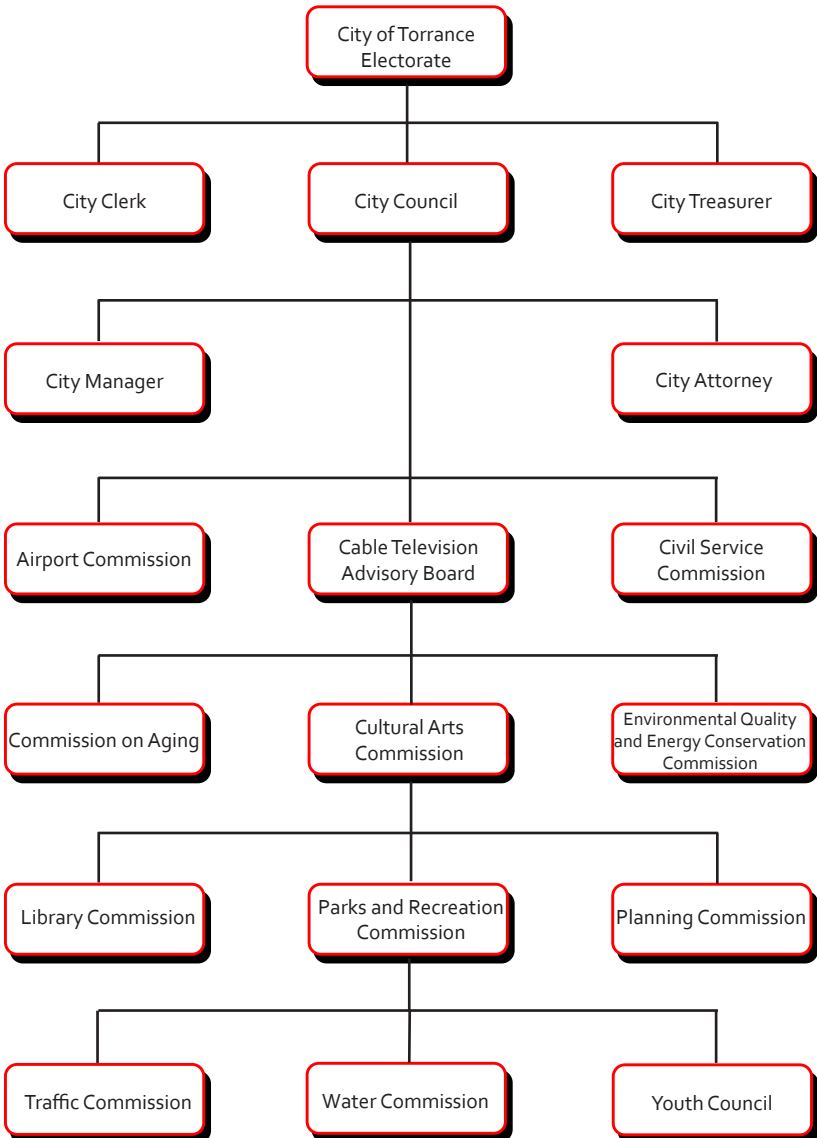 City of Torrance
Electorate
City Clerk
City Council
City Treasurer
City Manager
City Attorney
Airport Commission
Cable Television
Advisory Board
Civil Service
Commission
Commission on Aging
Cultural Arts
Commission
Environmental Quality
and Energy Conservation
Commission
Library Commission
Parks and Recreation
Commission
Planning Commission
Traffic Commission
Water Commission
Youth Council